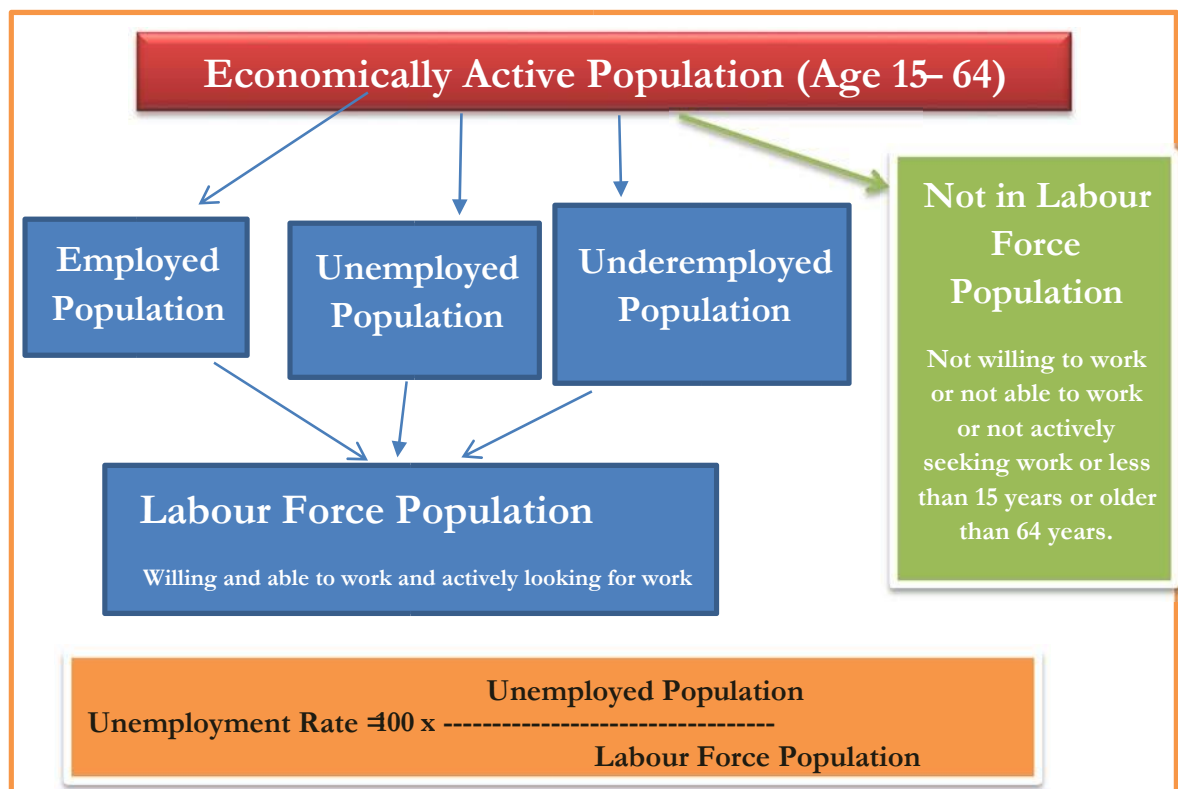 Economically Active Population (Age 15– 64)
Employed
Population
Unemployed
Population
Underemployed
Population
Not in Labour
Force
Population
Not willing to work
or not able to work
or not actively
seeking work or less
than 15 years or older
than 64 years.
Labour Force Population
Willing and able to work and actively looking for work
Unemployed Population
Unemployment Rate =100 x ----------------------------------
Labour Force Population